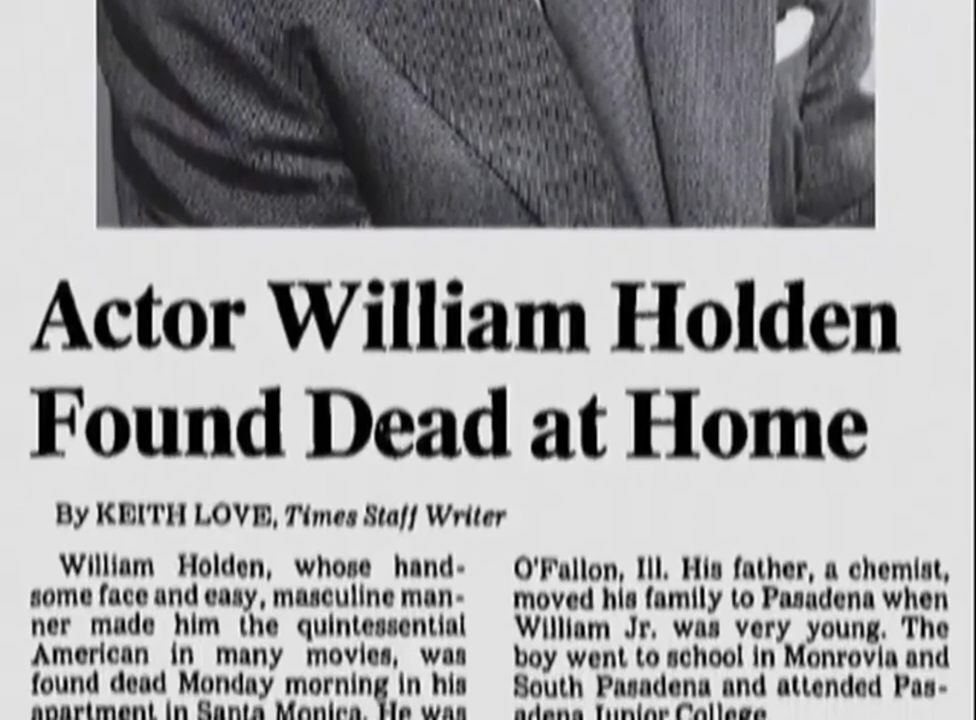 Actor William Holden
Found Dead at Home
By KEITH LOVE, Times Staff Writer
William Holden, whose hand-
some face and easy, masculine man-
ner made him the quintessential
American in many movies, was
found dead Monday morning in his
apartment in Santa Monica. He was
O'Fallon, Ill. His father, a chemist,
moved his family to Pasadena when
William Jr. was very young. The
boy went to school in Monrovia and
South Pasadena and attended Pas-
adena Junior College.